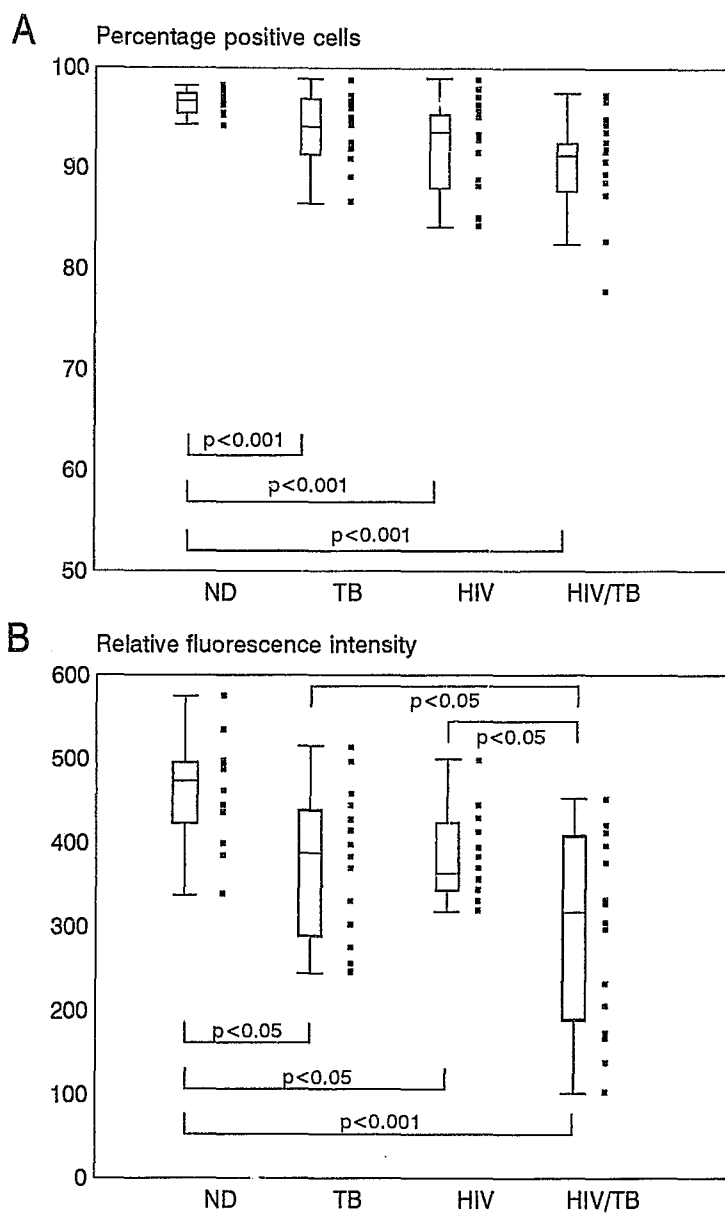 A
Percentage positive cells
100
90
80
70
60
50
p<0.001
p<0.001
p<0.001
ND TB HIV HIV/TB
B
Relative fluorescence intensity
600
500
400
300
200
100
0
p<0.05
p<0.05
p<0.05
p<0.05
p<0.001
ND TB HIV HIV/TB